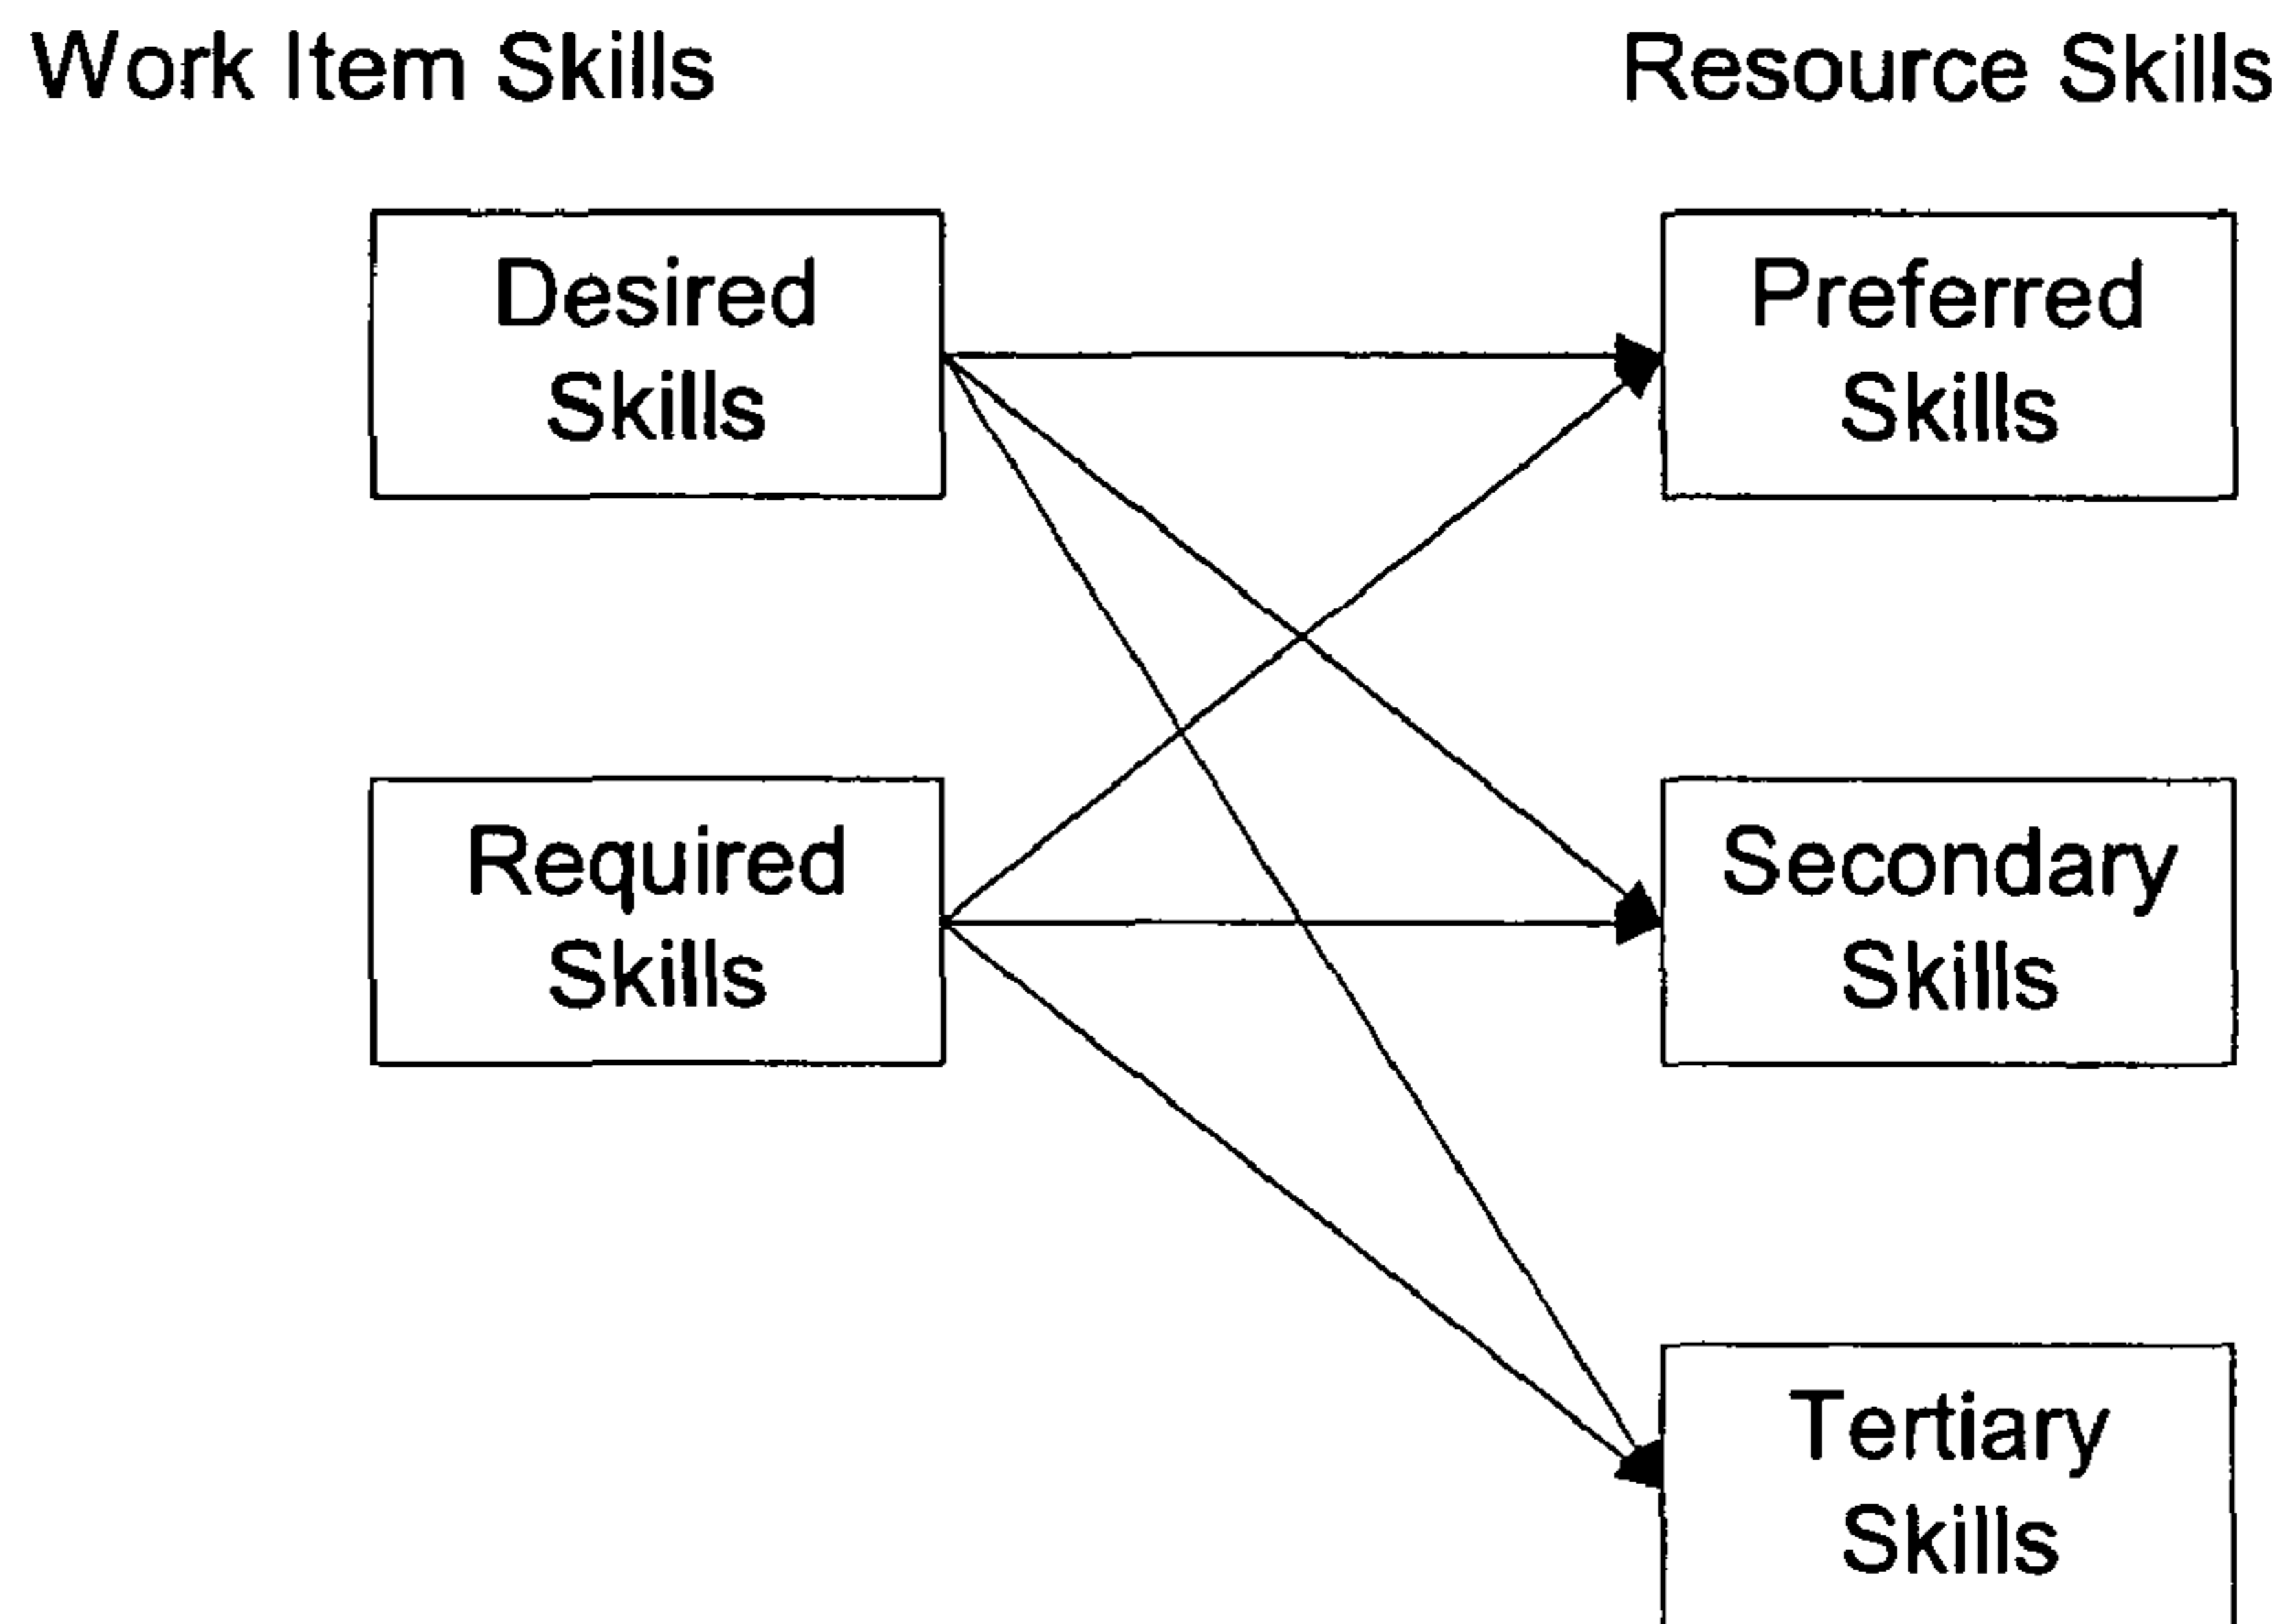 Work Item Skills
Resource Skills
Desired
Skills
Preferred
Skills
Required
Skills
Secondary
Skills
Tertiary
Skills